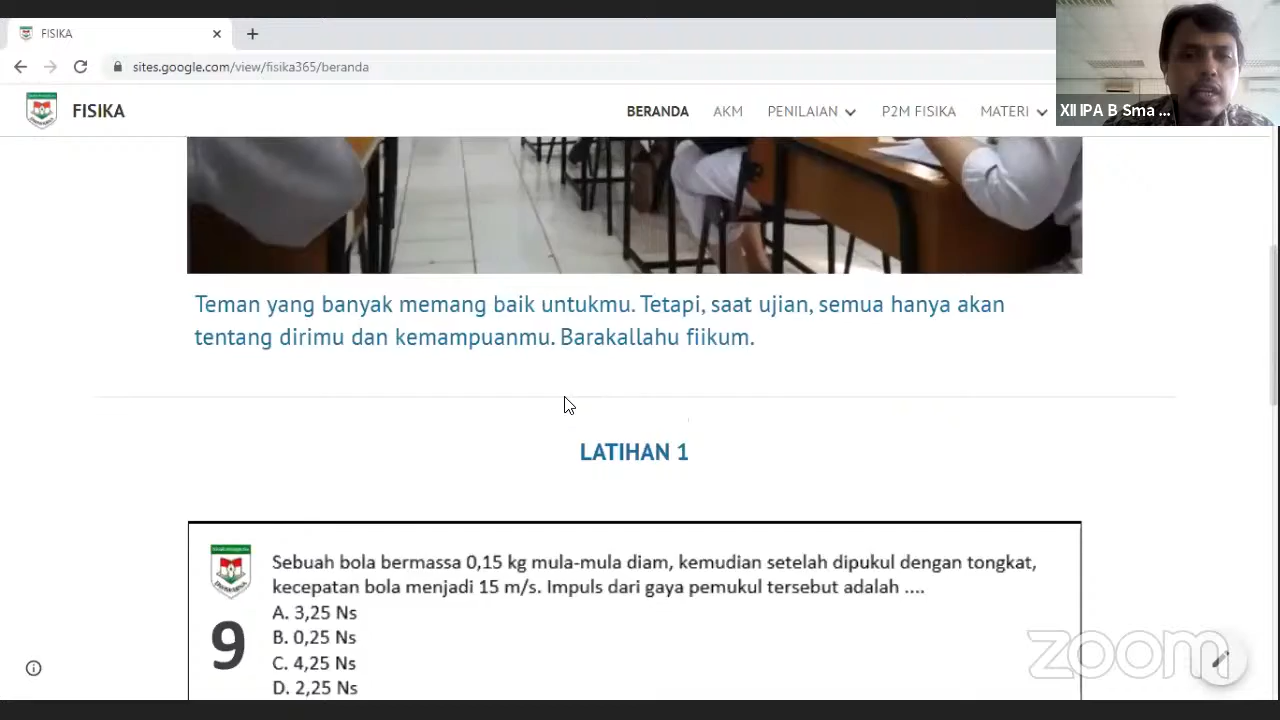 FISIKA
sites.google.com/view/fisika365/beranda
FISIKA
BERANDA AKM PENILAIAN P2M FISIKA MATERI
XII IPA B Sma ...
Teman yang banyak memang baik untukmu. Tetapi, saat ujian, semua hanya akan
tentang dirimu dan kemampuanmu. Barakallahu fiikum.
LATIHAN 1
Sebuah bola bermassa 0,15 kg mula-mula diam, kemudian setelah dipukul dengan tongkat,
kecepatan bola menjadi 15 m/s. Impuls dari gaya pemukul tersebut adalah ....
A. 3,25 Ns
9
B. 0,25 Ns
C. 4,25 Ns
D. 2,25 Ns
zoom